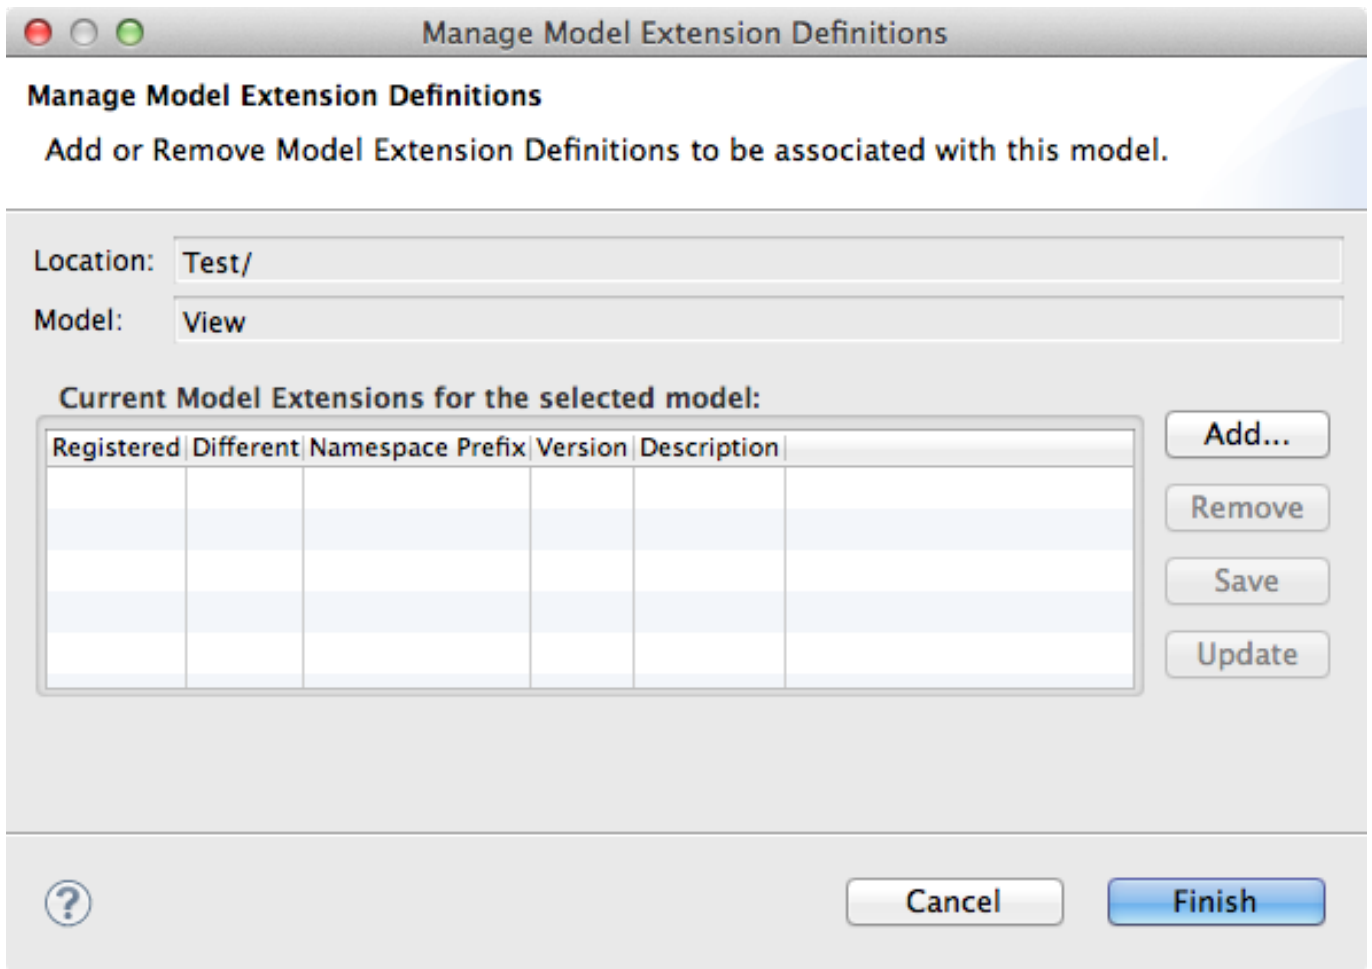 Manage Model Extension Definitions
Manage Model Extension Definitions
Add or Remove Model Extension Definitions to be associated with this model.
Location: Test/
Model: View
Current Model Extensions for the selected model:
Registered Different Namespace Prefix Version Description
Add...
Remove
Save
Update
? Cancel Finish